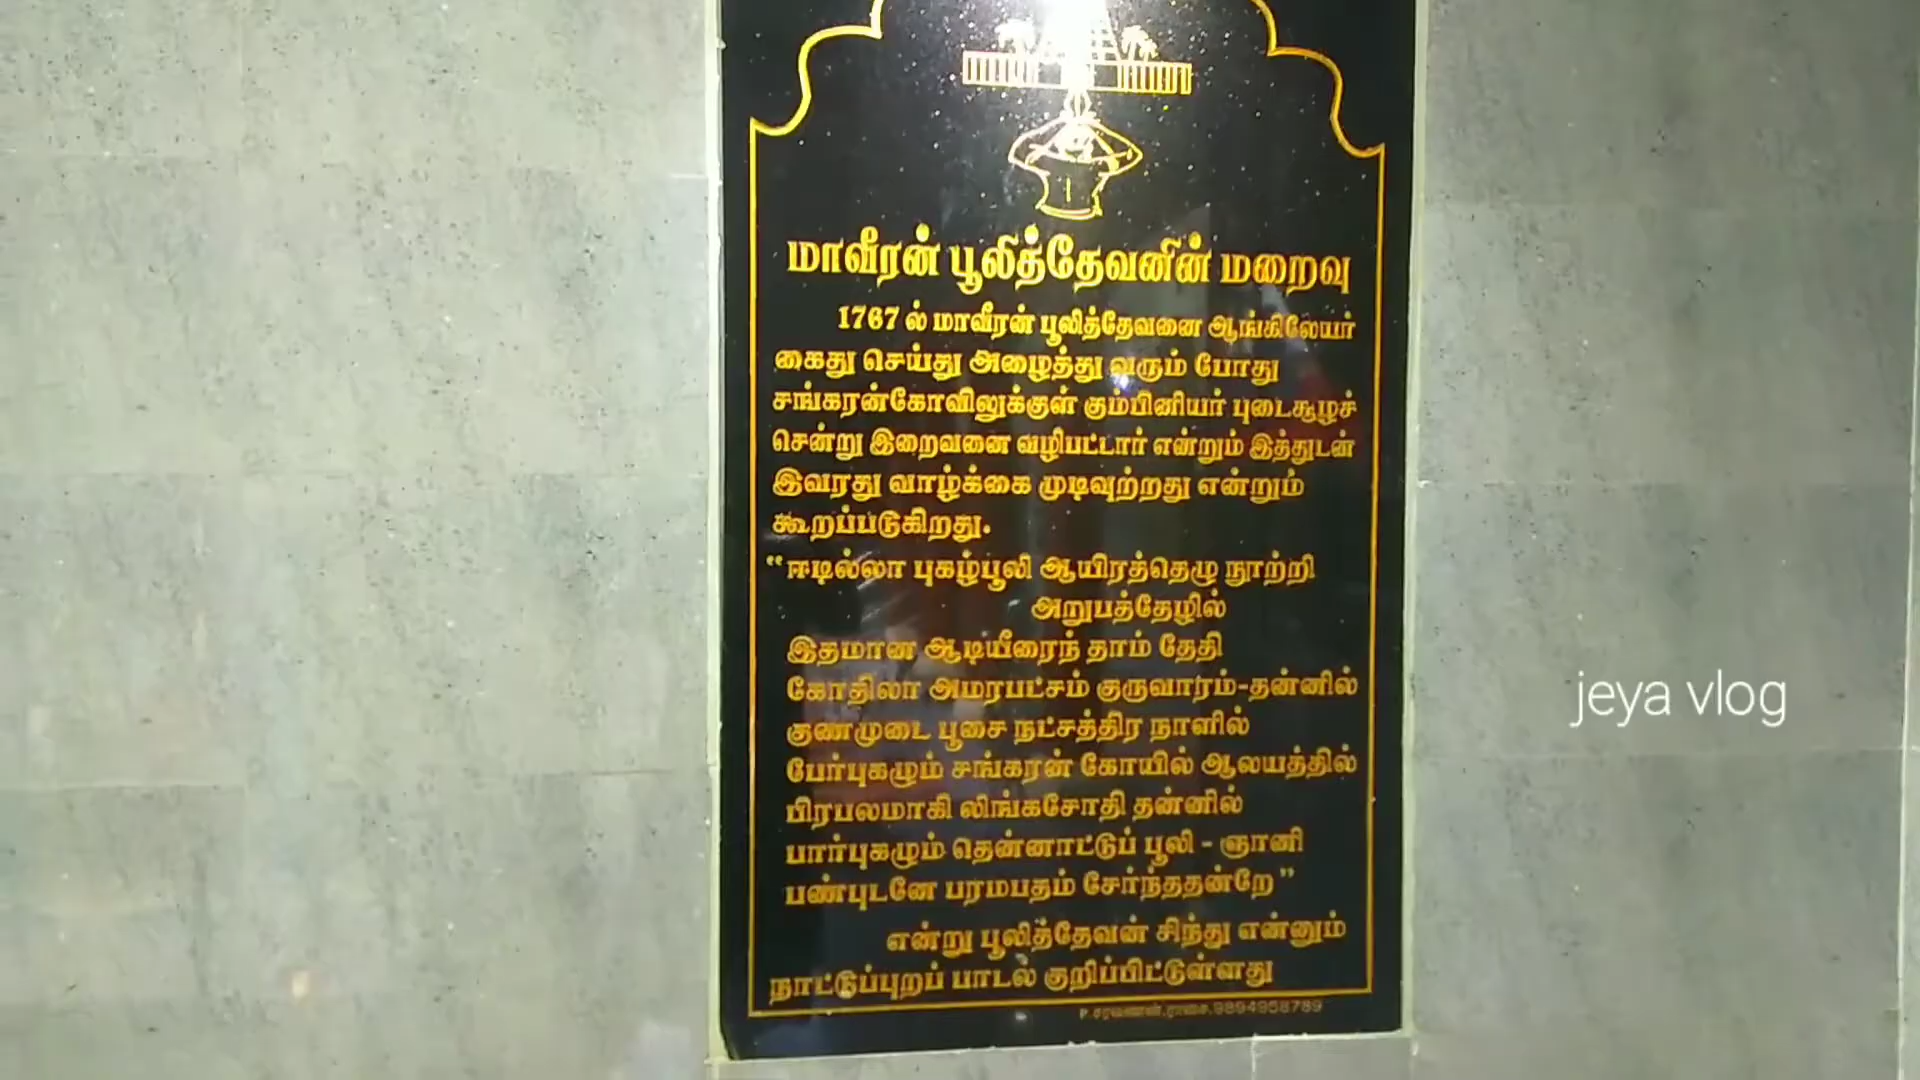 மாவீரன் பூலித்தேவனின் மறைவு
1767 ல் மாவீரன் பூலித்தேவனை ஆங்கிலேயர்
கைது செய்து அழைத்து வரும் போது
சங்கரன்கோவிலுக்குள் கும்பினியர் புடைசூழச்
சென்று இறைவனை வழிபட்டார் என்றும் இத்துடன்
இவரது வாழ்க்கை முடிவுற்றது என்றும்
கூறப்படுகிறது.
"ஈடில்லா புகழ்பூலி ஆயிரத்தெழு நூற்றி
அறுபத்தேழில்
இதமான ஆடியீரைந் தாம் தேதி
கோதிலா அமரபட்சம் குருவாரம்-தன்னில்
குணமுடை பூசை நட்சத்திர நாளில்
பேர்புகழும் சங்கரன் கோயில் ஆலயத்தில்
பிரபலமாகி லிங்கசோதி தன்னில்
பார்புகழும் தென்னாட்டுப் பூலி - ஞானி
பண்புடனே பரமபதம் சேர்ந்ததன்றே"
என்று பூலித்தேவன் சிந்து என்னும்
நாட்டுப்புறப் பாடல் குறிப்பிட்டுள்ளது
P.சரவணன்.ராசை.9894958789
jeya vlog